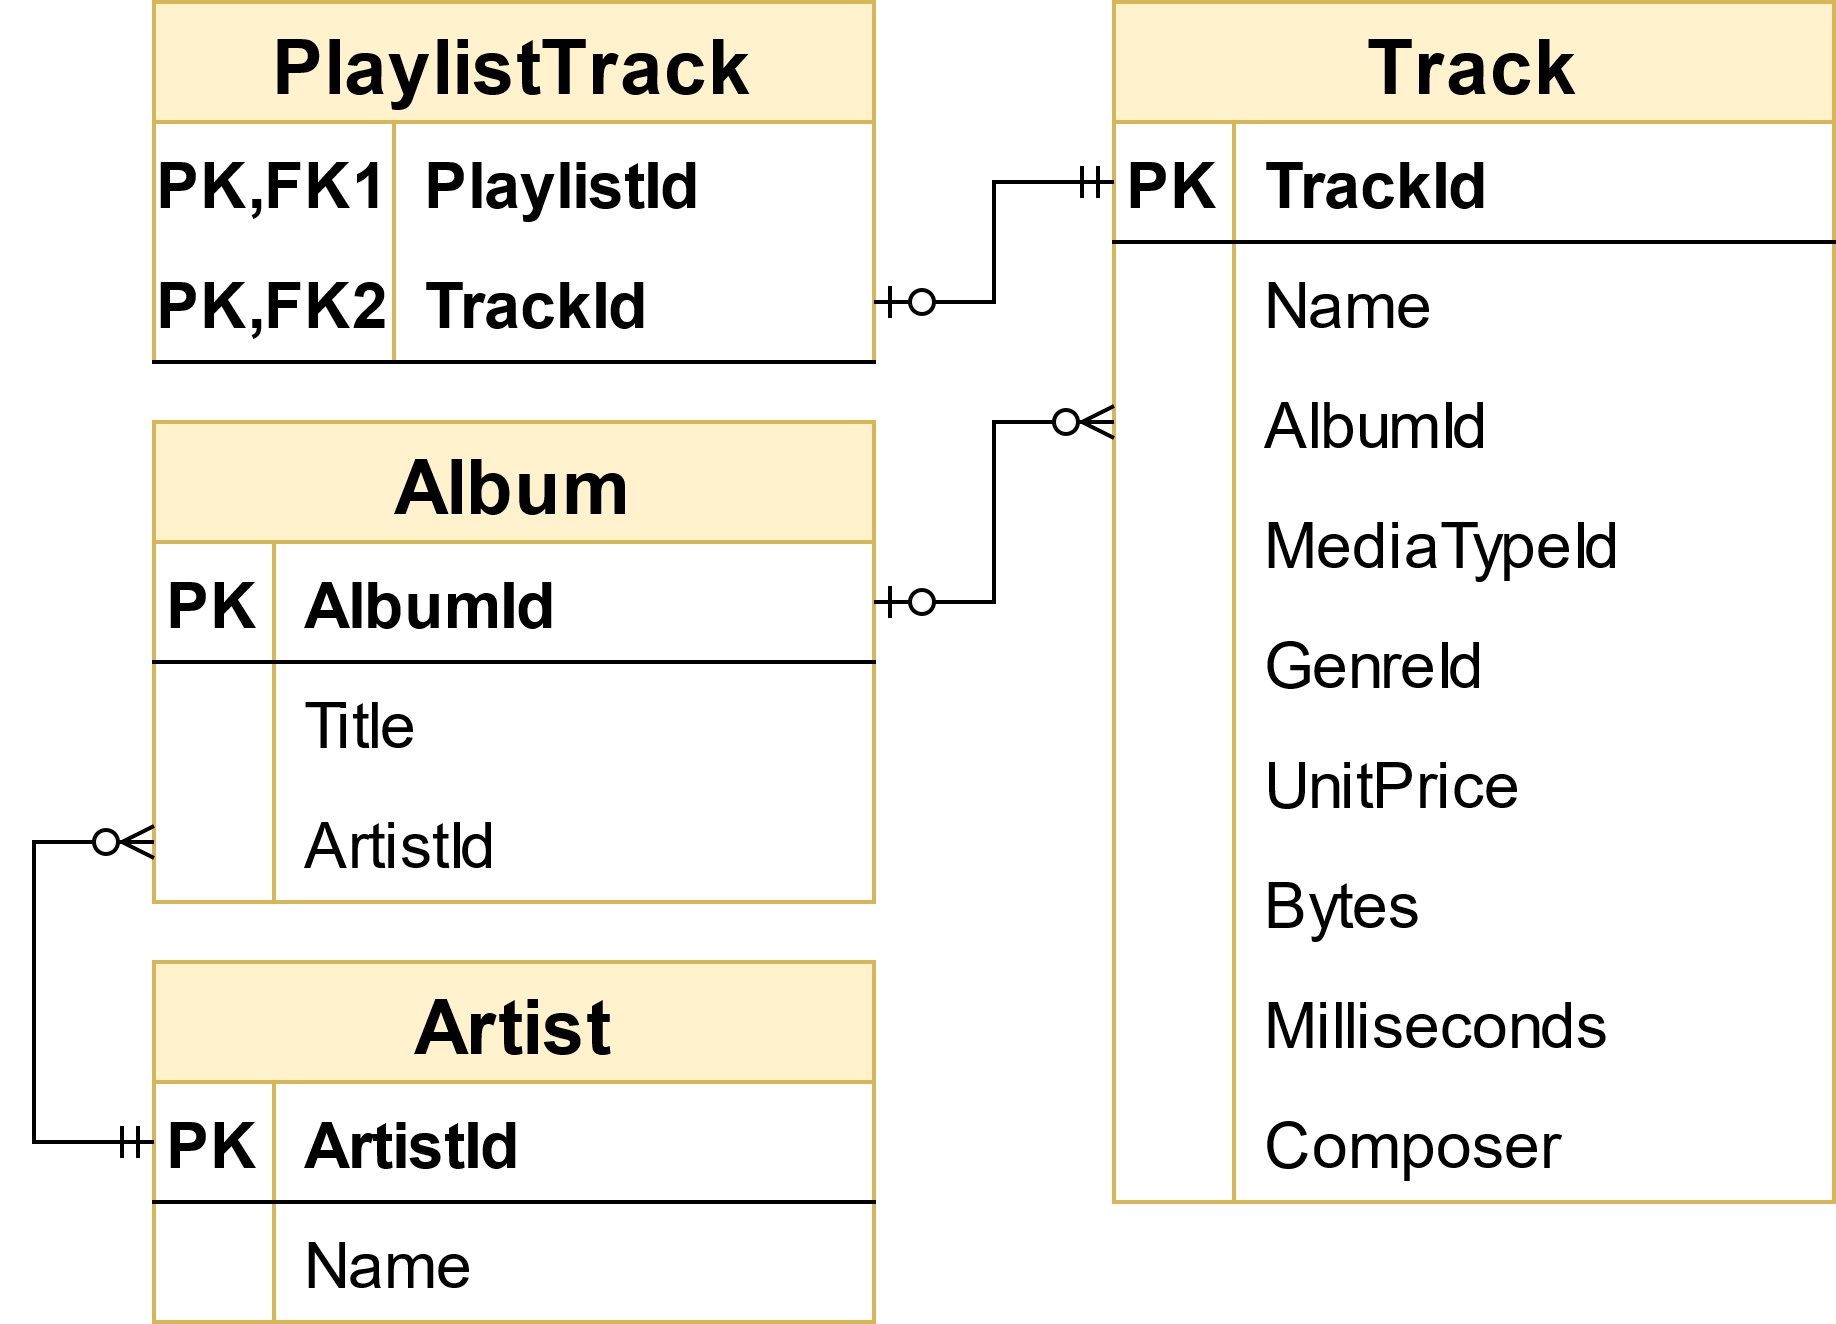 PlaylistTrack
PK,FK1 PlaylistId
PK,FK2 TrackId
Album
PK AlbumId
Title
ArtistId
Artist
PK ArtistId
Name
Track
PK TrackId
Name
AlbumId
MediaTypeId
GenreId
UnitPrice
Bytes
Milliseconds
Composer